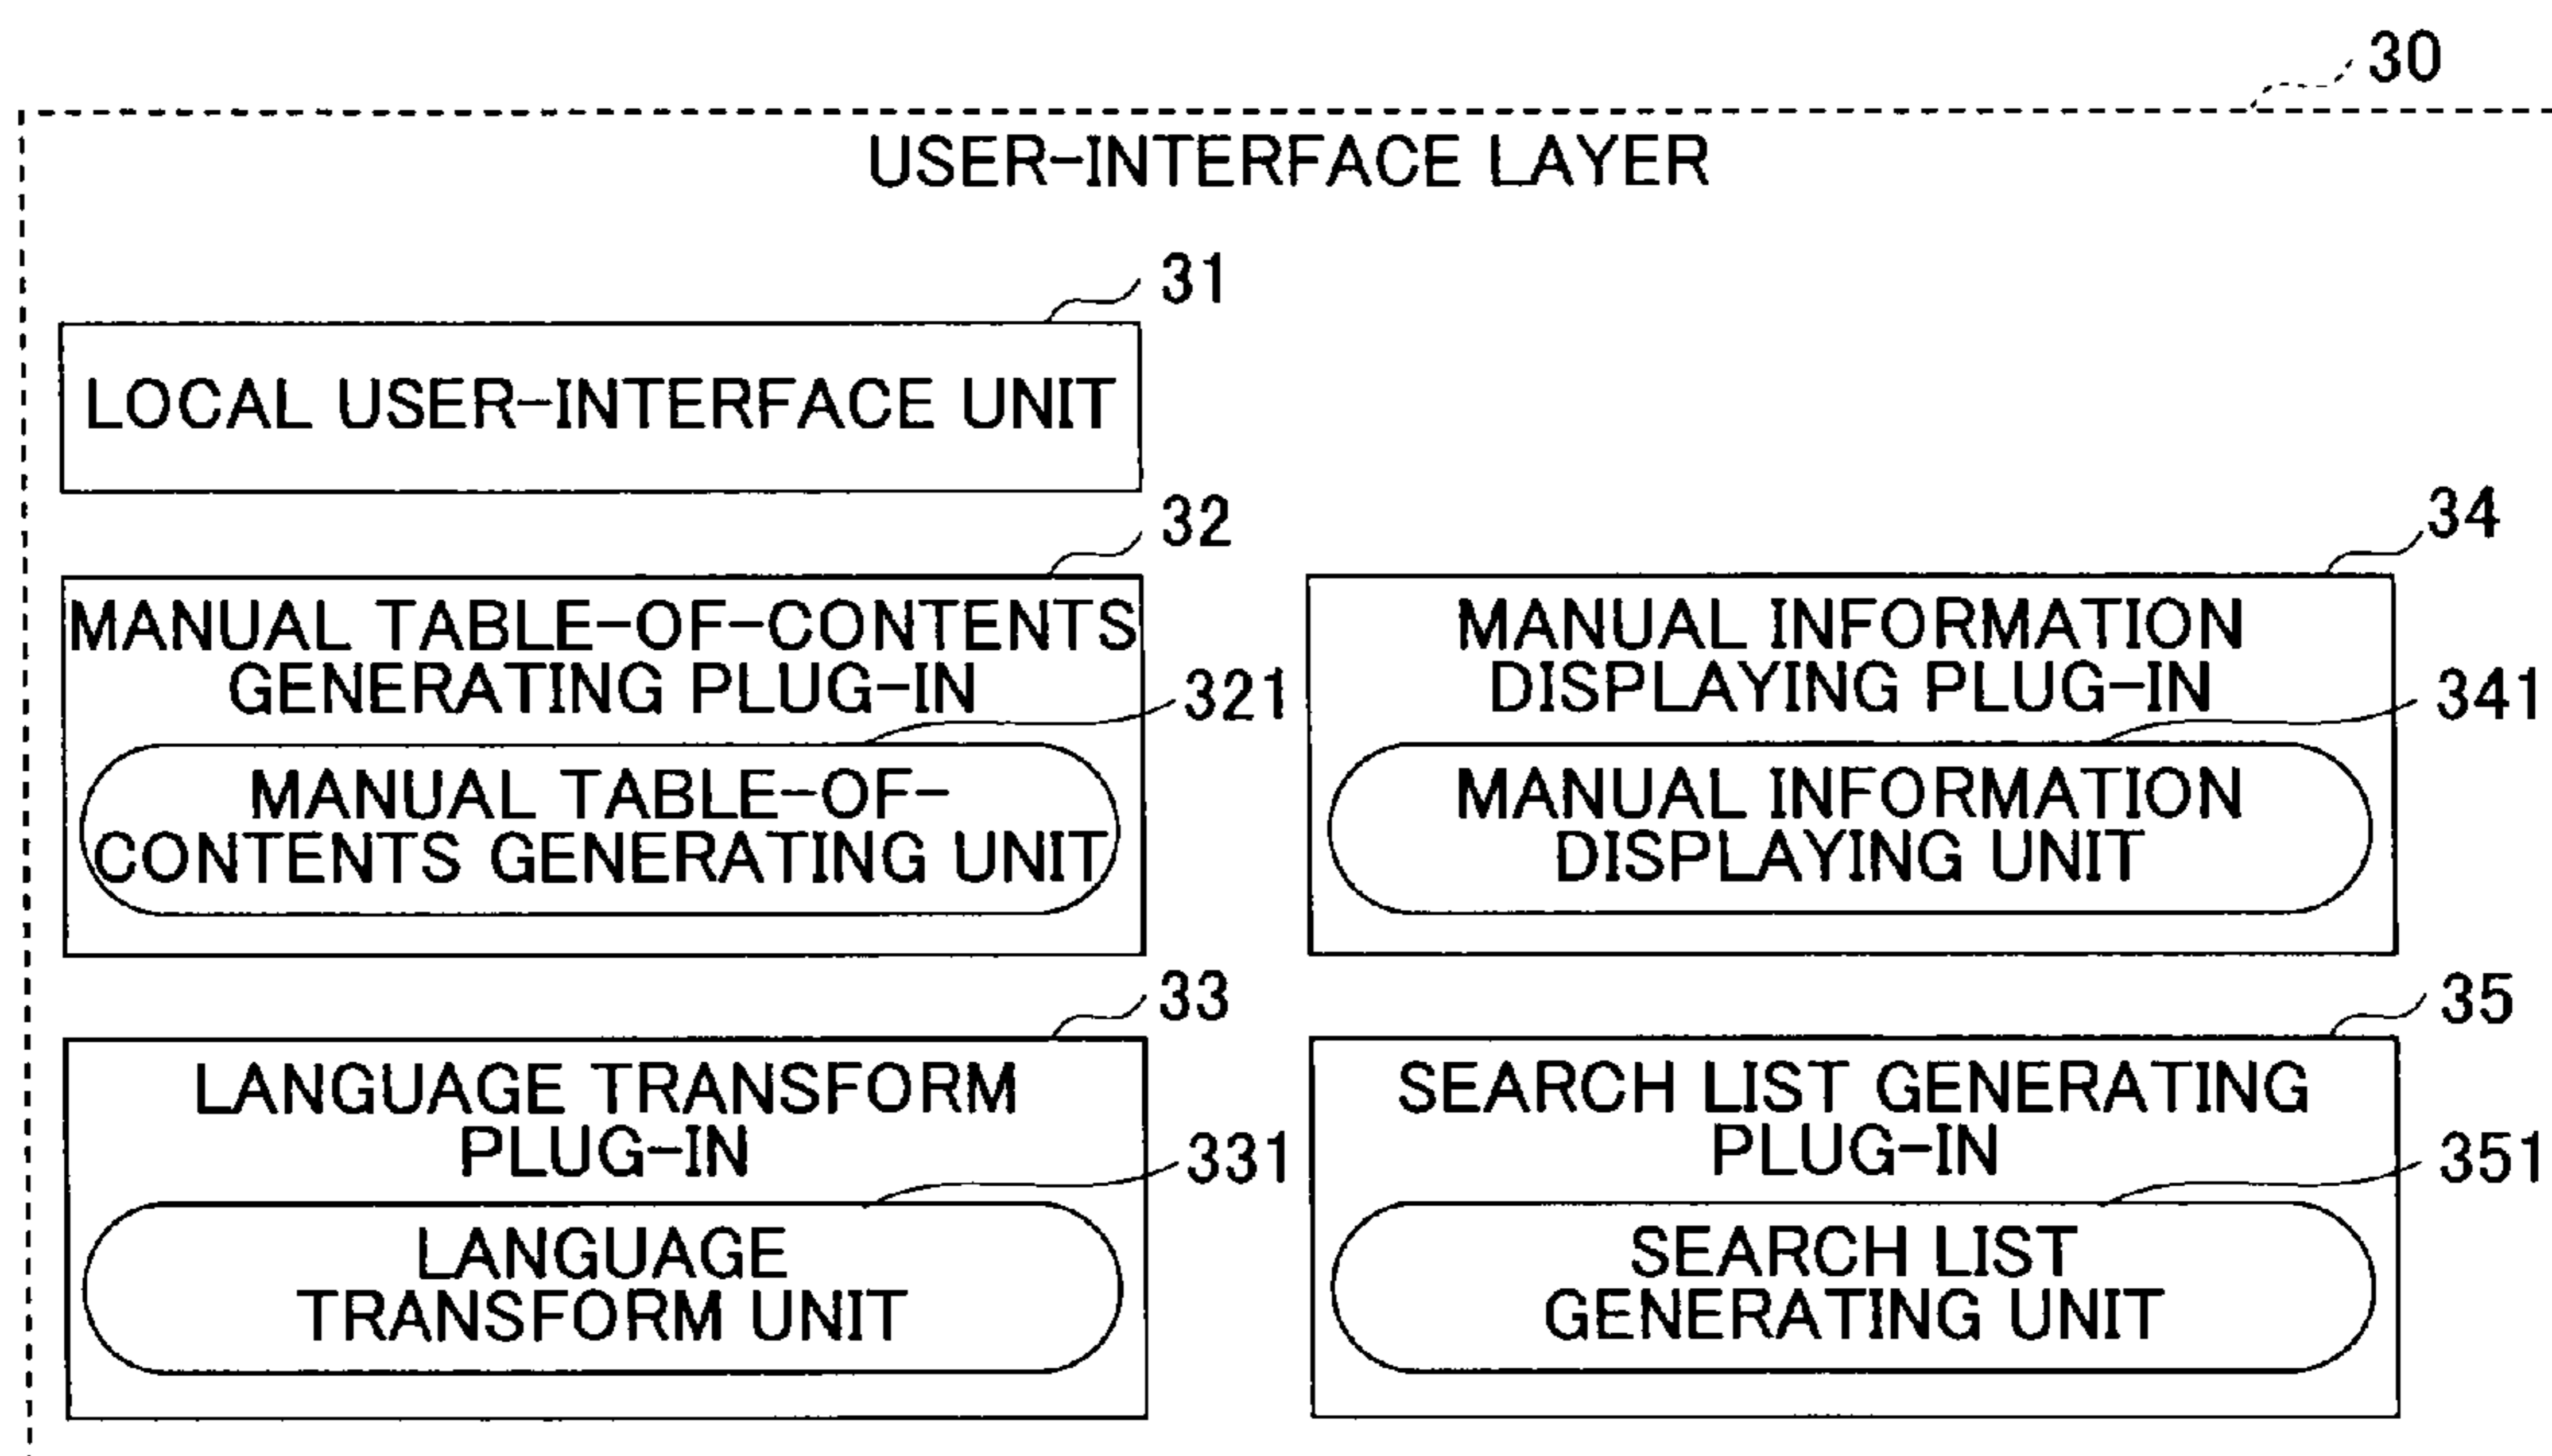 30
USER-INTERFACE LAYER
31
LOCAL USER-INTERFACE UNIT
32
MANUAL TABLE-OF-CONTENTS
GENERATING PLUG-IN
321
MANUAL TABLE-OF-
CONTENTS GENERATING UNIT
34
MANUAL INFORMATION
DISPLAYING PLUG-IN
341
MANUAL INFORMATION
DISPLAYING UNIT
33
LANGUAGE TRANSFORM
PLUG-IN
331
LANGUAGE
TRANSFORM UNIT
35
SEARCH LIST GENERATING
PLUG-IN
351
SEARCH LIST
GENERATING UNIT